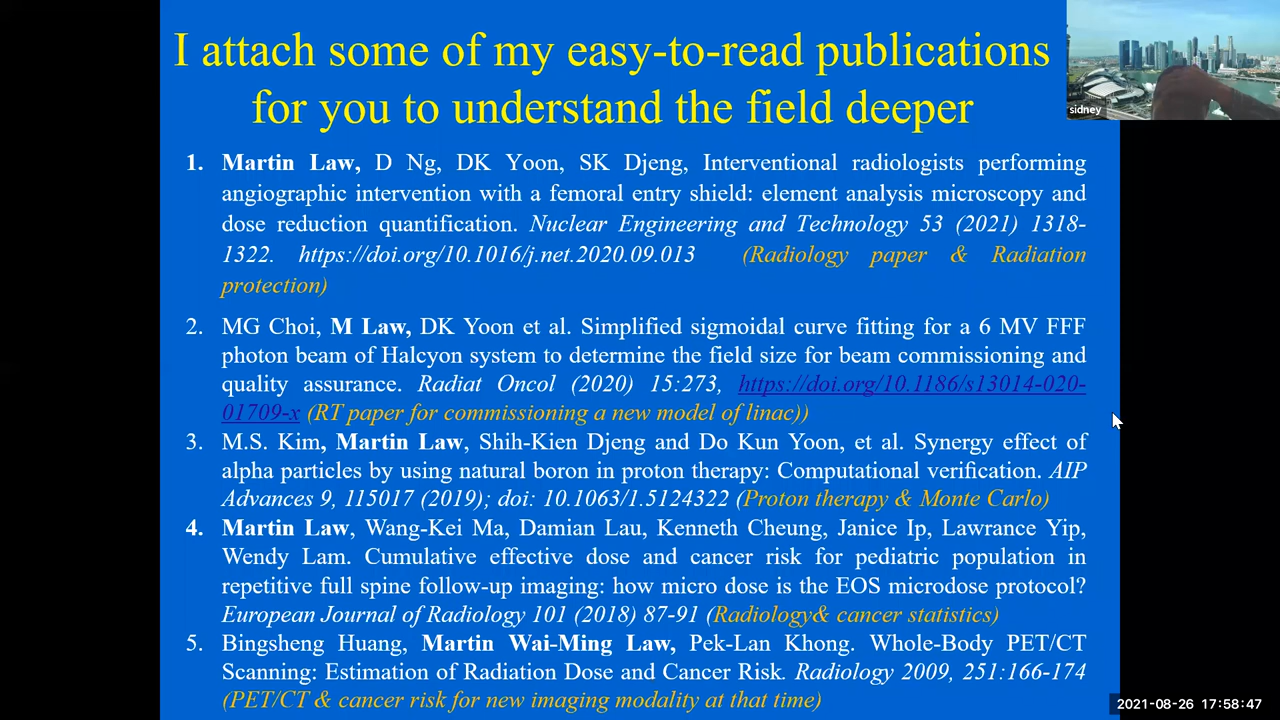 I attach some of my easy-to-read publications
for you to understand the field deeper
sidney
1. Martin Law, D Ng, DK Yoon, SK Djeng, Interventional radiologists performing
angiographic intervention with a femoral entry shield: element analysis microscopy and
dose reduction quantification. Nuclear Engineering and Technology 53 (2021) 1318-
1322. https://doi.org/10.1016/j.net.2020.09.013 (Radiology paper & Radiation
protection)
2. MG Choi, M Law, DK Yoon et al. Simplified sigmoidal curve fitting for a 6 MV FFF
photon beam of Halcyon system to determine the field size for beam commissioning and
quality assurance. Radiat Oncol (2020) 15:273, https://doi.org/10.1186/s13014-020-
01709-x (RT paper for commissioning a new model of linac))
3. M.S. Kim, Martin Law, Shih-Kien Djeng and Do Kun Yoon, et al. Synergy effect of
alpha particles by using natural boron in proton therapy: Computational verification. AIP
Advances 9, 115017 (2019); doi: 10.1063/1.5124322 (Proton therapy & Monte Carlo)
4. Martin Law, Wang-Kei Ma, Damian Lau, Kenneth Cheung, Janice Ip, Lawrance Yip,
Wendy Lam. Cumulative effective dose and cancer risk for pediatric population in
repetitive full spine follow-up imaging: how micro dose is the EOS microdose protocol?
European Journal of Radiology 101 (2018) 87-91 (Radiology& cancer statistics)
5. Bingsheng Huang, Martin Wai-Ming Law, Pek-Lan Khong. Whole-Body PET/CT
Scanning: Estimation of Radiation Dose and Cancer Risk. Radiology 2009, 251:166-174
(PET/CT & cancer risk for new imaging modality at that time)
2021-08-26 17:58:47